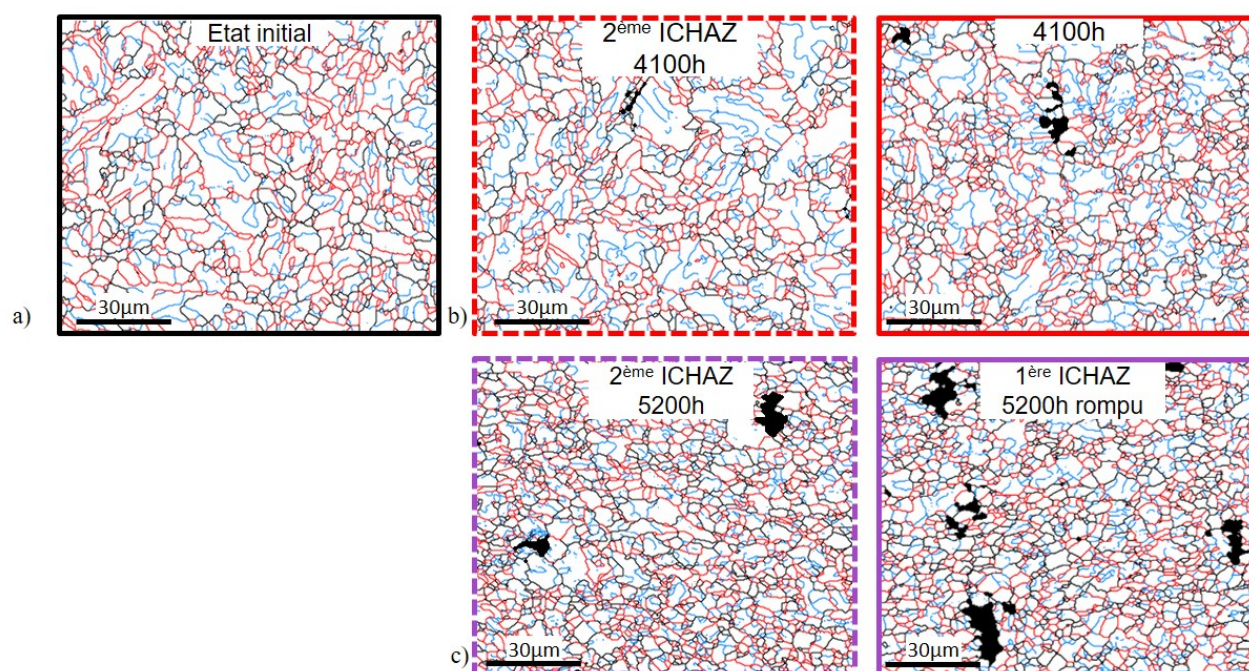 Etat initial
30µm
a)
2ème ICHAZ
4100h
30µm
b)
4100h
30µm
2ème ICHAZ
5200h
30µm
c)
1ère ICHAZ
5200h rompu
30µm